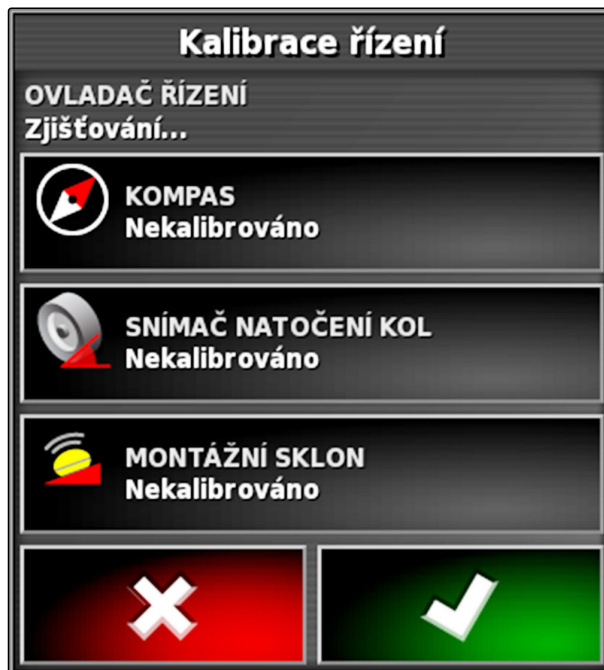 Kalibrace řízení
OVLADAČ ŘÍZENÍ
Zjišťování...
KOMPAS
Nekalibrováno
SNÍMAČ NATOČENÍ KOL
Nekalibrováno
MONTÁŽNÍ SKLON
Nekalibrováno